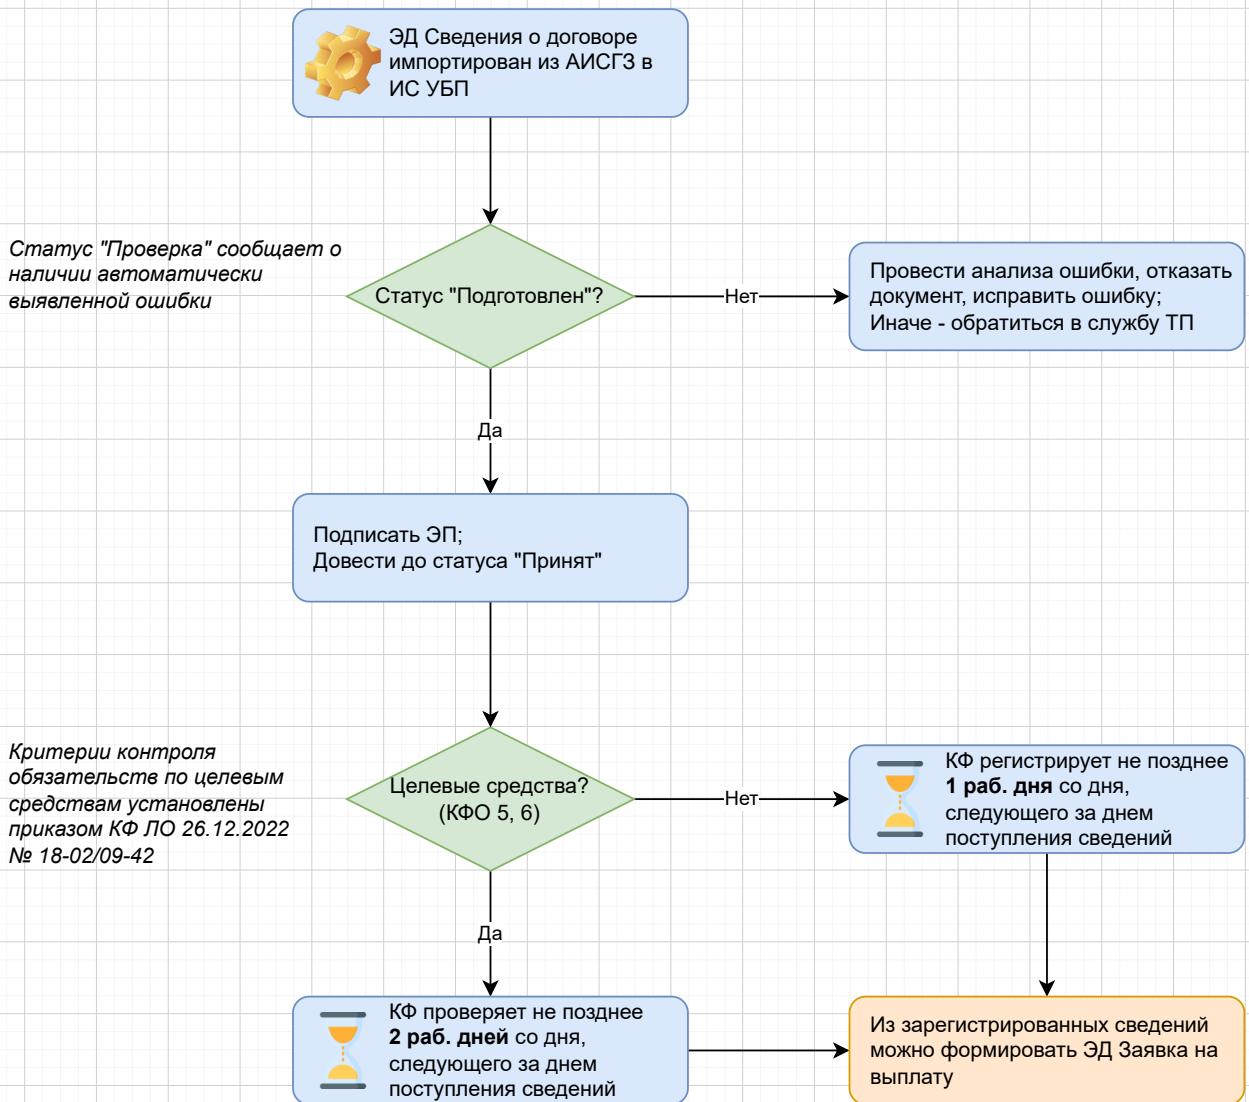 ЭД Сведения о договоре
импортирован из АИСГЗ в
ИС УБП
Статус "Проверка" сообщает о
наличии автоматически
выявленной ошибки
Статус "Подготовлен"?
Нет
Провести анализа ошибки, отказать
документ, исправить ошибку;
Иначе - обратиться в службу ТП
Да
Подписать ЭП;
Довести до статуса "Принят"
Критерии контроля
обязательств по целевым
средствам установлены
приказом КФ ЛО 26.12.2022
№ 18-02/09-42
Целевые средства?
(КФО 5, 6)
Нет
КФ регистрирует не позднее
1 раб. дня со дня,
следующего за днем
поступления сведений
Да
КФ проверяет не позднее
2 раб. дней со дня,
следующего за днем
поступления сведений
Из зарегистрированных сведений
можно формировать ЭД Заявка на
выплату